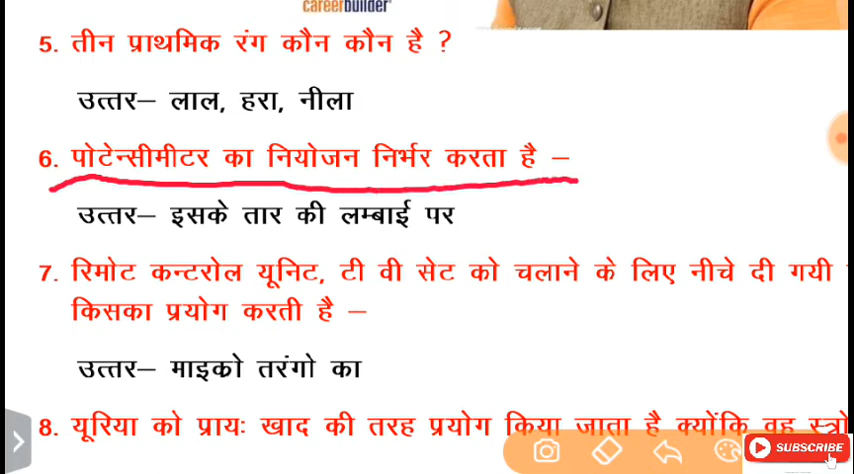 careerbuilder
5. तीन प्राथमिक रंग कौन कौन है ?
उत्तर– लाल, हरा, नीला
6. पोटेन्सीमीटर का नियोजन निर्भर करता है –
उत्तर– इसके तार की लम्बाई पर
7. रिमोट कन्टरोल यूनिट, टी वी सेट को चलाने के लिए नीचे दी गयी
किसका प्रयोग करती है –
उत्तर– माइको तरंगो का
8. यूरिया को प्रायः खाद की तरह प्रयोग किया जाता है क्योंकि वह
SUBSCRIBE